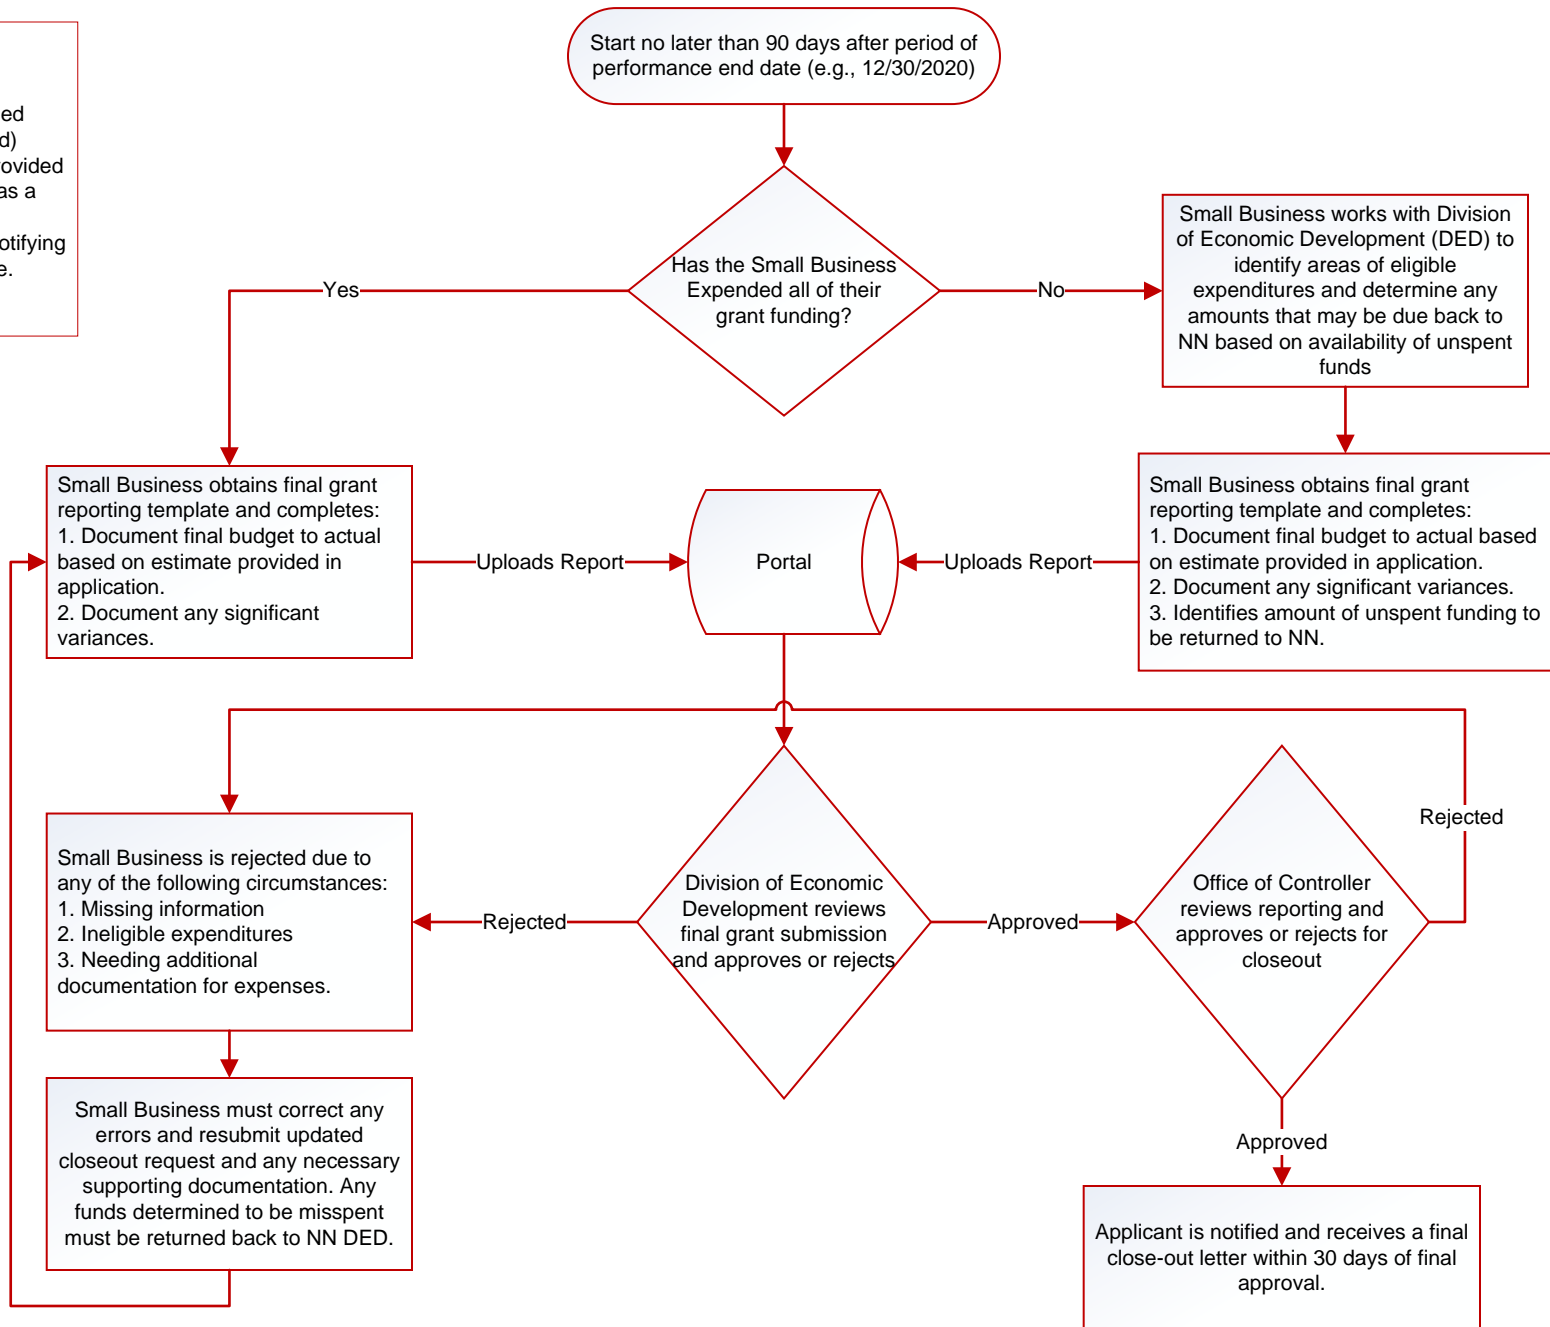 Start no later than 90 days after period of
performance end date (e.g., 12/30/2020)
ed
d)
rovided
as a
otifying
e.
Has the Small Business
Expended all of their
grant funding?
Yes
No
Small Business works with Division
of Economic Development (DED) to
identify areas of eligible
expenditures and determine any
amounts that may be due back to
NN based on availability of unspent
funds
Small Business obtains final grant
reporting template and completes:
1. Document final budget to actual
based on estimate provided in
application.
2. Document any significant
variances.
Uploads Report
Portal
Uploads Report
Small Business obtains final grant
reporting template and completes:
1. Document final budget to actual based
on estimate provided in application.
2. Document any significant variances.
3. Identifies amount of unspent funding to
be returned to NN.
Small Business is rejected due to
any of the following circumstances:
1. Missing information
2. Ineligible expenditures
3. Needing additional
documentation for expenses.
Rejected
Division of Economic
Development reviews
final grant submission
and approves or rejects
Approved
Office of Controller
reviews reporting and
approves or rejects for
closeout
Rejected
Small Business must correct any
errors and resubmit updated
closeout request and any necessary
supporting documentation. Any
funds determined to be misspent
must be returned back to NN DED.
Approved
Applicant is notified and receives a final
close-out letter within 30 days of final
approval.